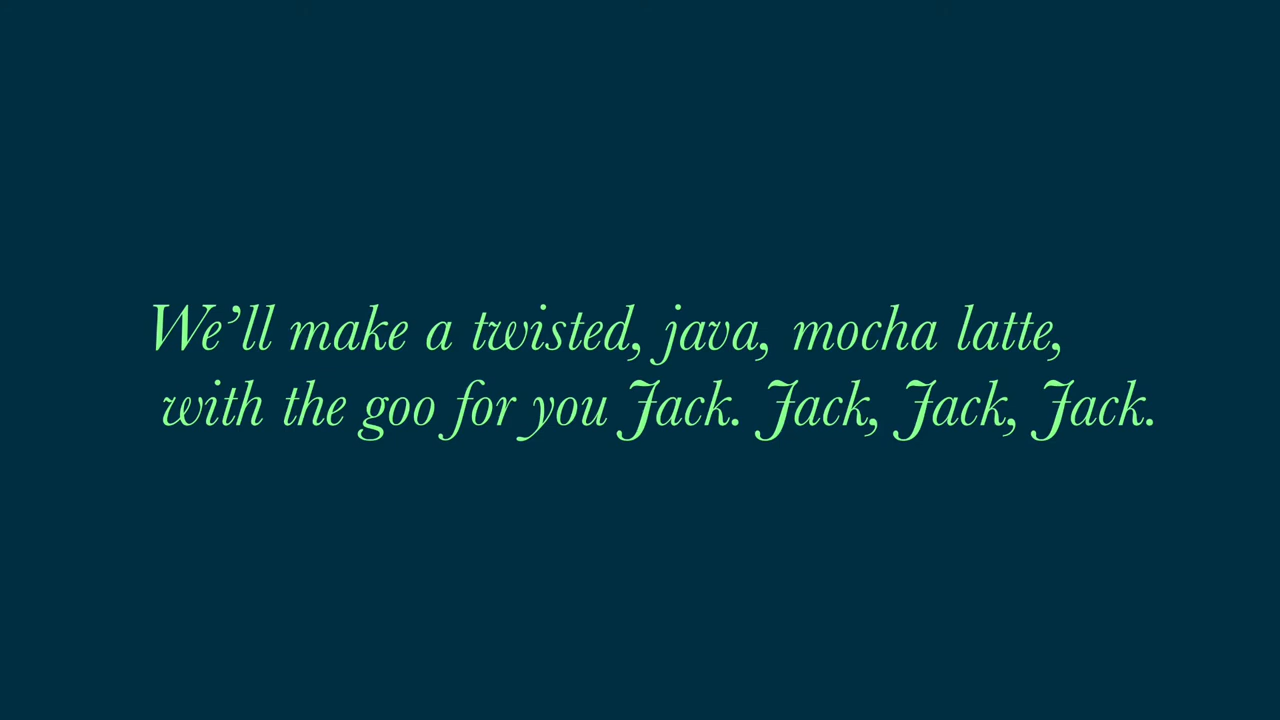 We’ll make a twisted, java, mocha latte,
with the goo for you Jack. Jack, Jack, Jack.